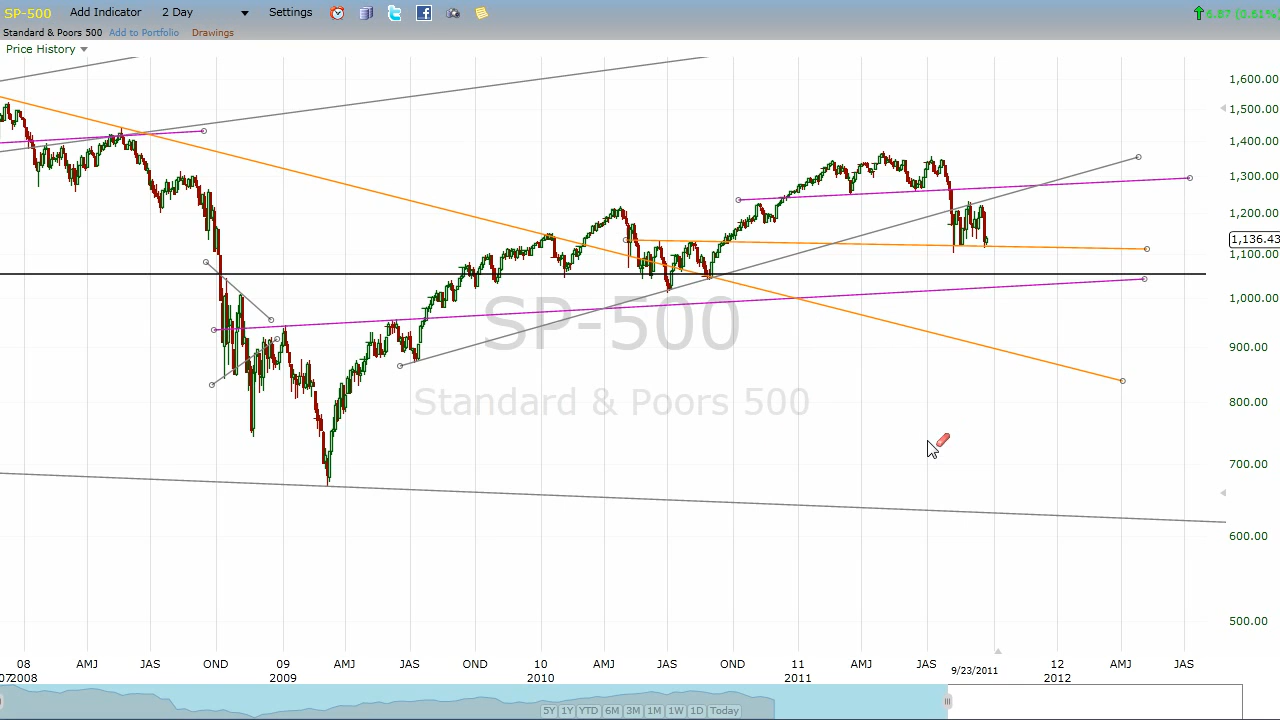 SP-500 Add Indicator 2 Day Settings 6.87 (0.61%
Standard & Poors 500 Add to Portfolio Drawings
Price History
1,600.00
1,500.00
1,400.00
1,300.00
1,200.00
1,136.43
1,100.00
1,000.00
SP-500
900.00
Standard & Poors 500
800.00
700.00
600.00
500.00
08 AMJ JAS OND 09 AMJ JAS OND 10 AMJ JAS OND 11 AMJ JAS 9/23/2011 12 AMJ JAS
072008 2009 2010 2011 2012
5Y 1Y YTD 6M 3M 1M 1W 1D Today